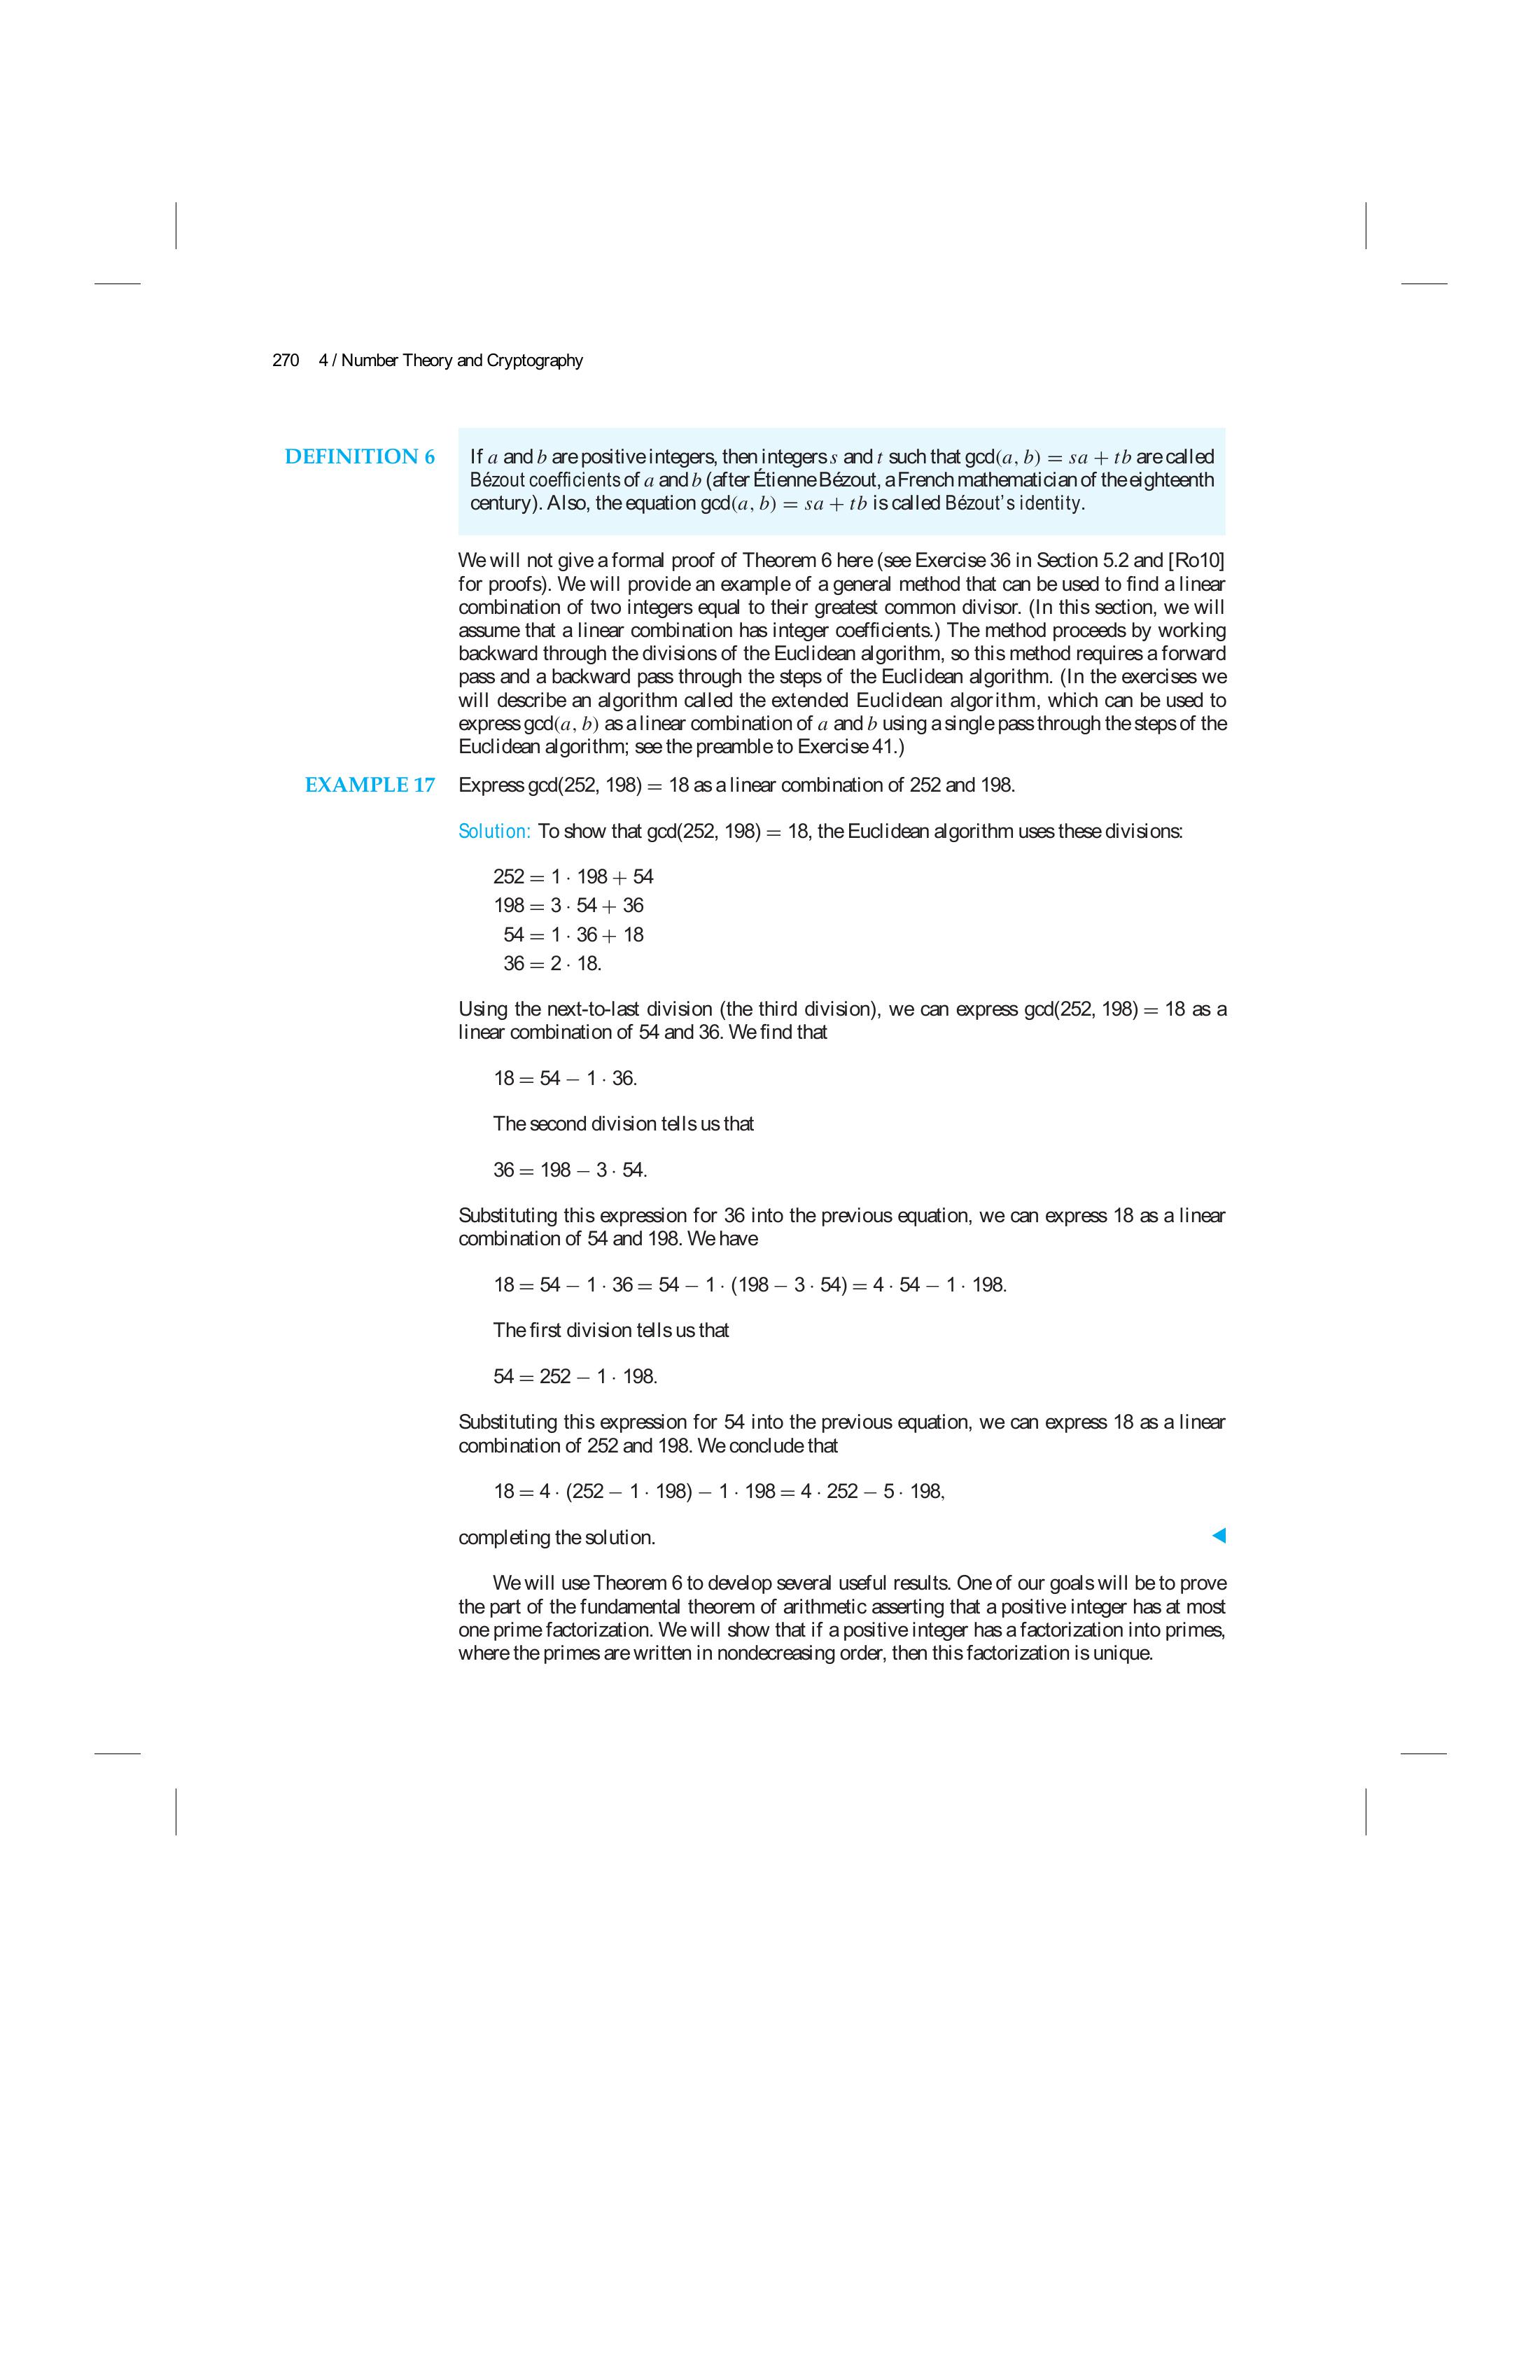 270 4 / Number Theory and Cryptography
DEFINITION 6 If a and b are positive integers, then integers s and t such that gcd(a, b) = sa + tb are called
Bézout coefficients of a and b (after Étienne Bézout, a French mathematician of the eighteenth
century). Also, the equation gcd(a, b) = sa + tb is called Bézout's identity.
We will not give a formal proof of Theorem 6 here (see Exercise 36 in Section 5.2 and [Ro10]
for proofs). We will provide an example of a general method that can be used to find a linear
combination of two integers equal to their greatest common divisor. (In this section, we will
assume that a linear combination has integer coefficients.) The method proceeds by working
backward through the divisions of the Euclidean algorithm, so this method requires a forward
pass and a backward pass through the steps of the Euclidean algorithm. (In the exercises we
will describe an algorithm called the extended Euclidean algorithm, which can be used to
express gcd(a, b) as a linear combination of a and b using a single pass through the steps of the
Euclidean algorithm; see the preamble to Exercise 41.)
EXAMPLE 17 Express gcd(252, 198) = 18 as a linear combination of 252 and 198.
Solution: To show that gcd(252, 198) = 18, the Euclidean algorithm uses these divisions:
252 = 1 · 198 + 54
198 = 3 · 54 + 36
54 = 1 · 36 + 18
36 = 2 · 18.
Using the next-to-last division (the third division), we can express gcd(252, 198) = 18 as a
linear combination of 54 and 36. We find that
18 = 54 − 1 · 36.
The second division tells us that
36 = 198 − 3 · 54.
Substituting this expression for 36 into the previous equation, we can express 18 as a linear
combination of 54 and 198. We have
18 = 54 − 1 · 36 = 54 − 1 · (198 − 3 · 54) = 4 · 54 − 1 · 198.
The first division tells us that
54 = 252 − 1 · 198.
Substituting this expression for 54 into the previous equation, we can express 18 as a linear
combination of 252 and 198. We conclude that
18 = 4 · (252 − 1 · 198) − 1 · 198 = 4 · 252 − 5 · 198,
completing the solution.
We will use Theorem 6 to develop several useful results. One of our goals will be to prove
the part of the fundamental theorem of arithmetic asserting that a positive integer has at most
one prime factorization. We will show that if a positive integer has a factorization into primes,
where the primes are written in nondecreasing order, then this factorization is unique.